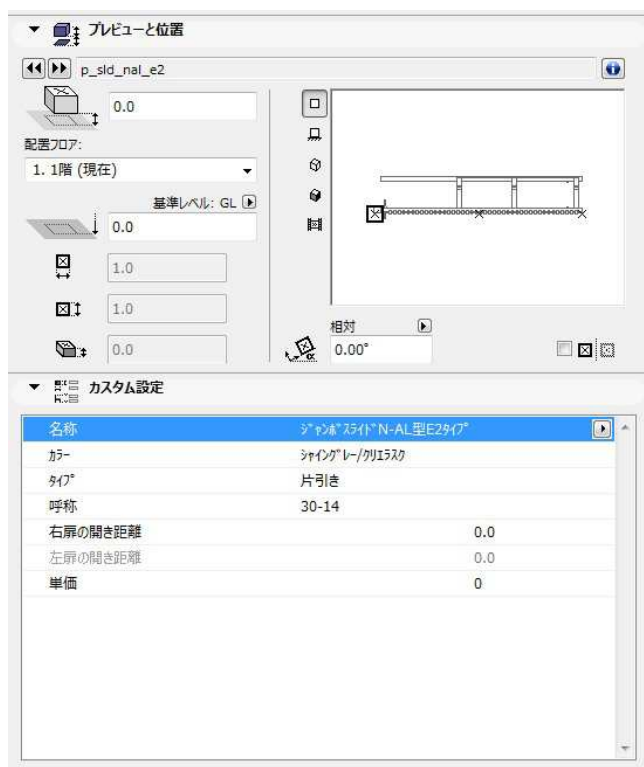 プレビューと位置
p_sld_nal_e2
0.0
配置フロア:
1. 1階 (現在)
基準レベル: GL
0.0
1.0
1.0
0.0
相対
α
0.00°
カスタム設定
名称 ｼﾞｬﾝﾎﾞｽﾗｲﾄﾞN-AL型E2ﾀｲﾌﾟ
ｶﾗｰ ｼｬｲﾝｸﾞﾚｰ/ｸﾘｴﾗｽｸ
ﾀｲﾌﾟ 片引き
呼称 30-14
右扉の開き距離 0.0
左扉の開き距離 0.0
単価 0